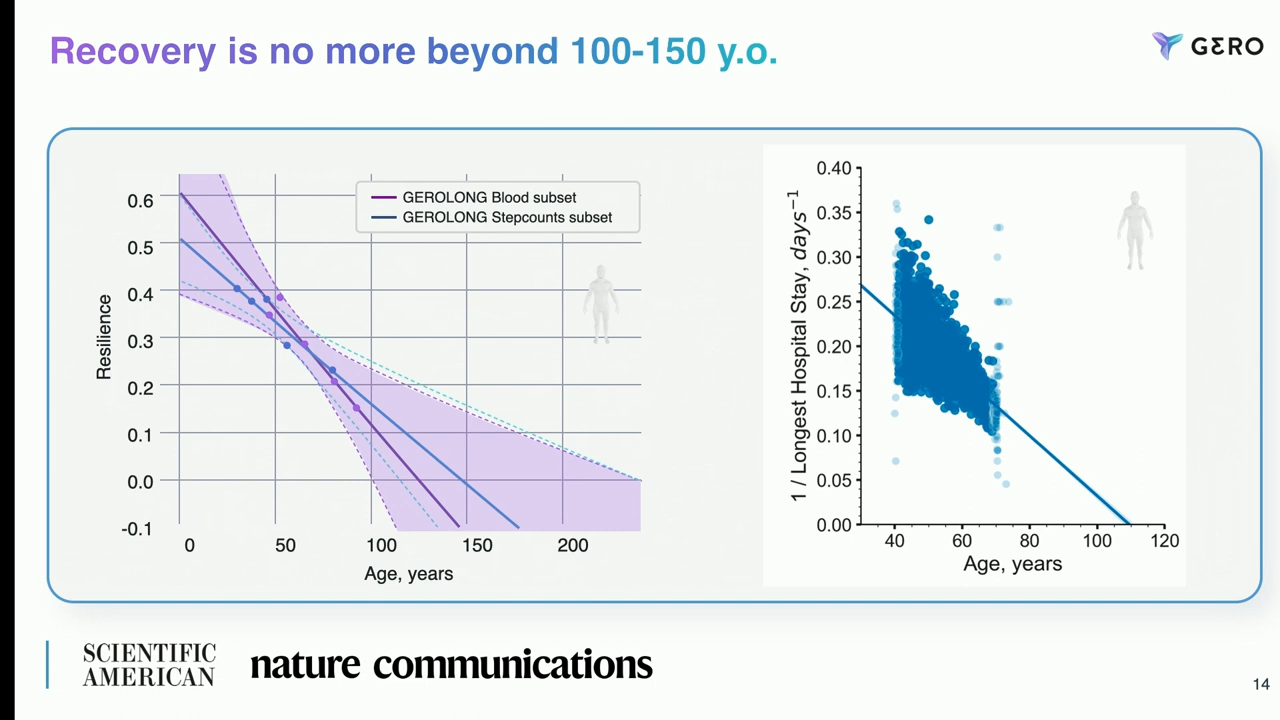 Recovery is no more beyond 100-150 y.o.
GERO
GEROLONG Blood subset
GEROLONG Stepcounts subset
Resilience
0.6
0.5
0.4
0.3
0.2
0.1
0.0
-0.1
0 50 100 150 200
Age, years
1 / Longest Hospital Stay, days⁻¹
0.40
0.35
0.30
0.25
0.20
0.15
0.10
0.05
0.00
40 60 80 100 120
Age, years
SCIENTIFIC
AMERICAN
nature communications
14